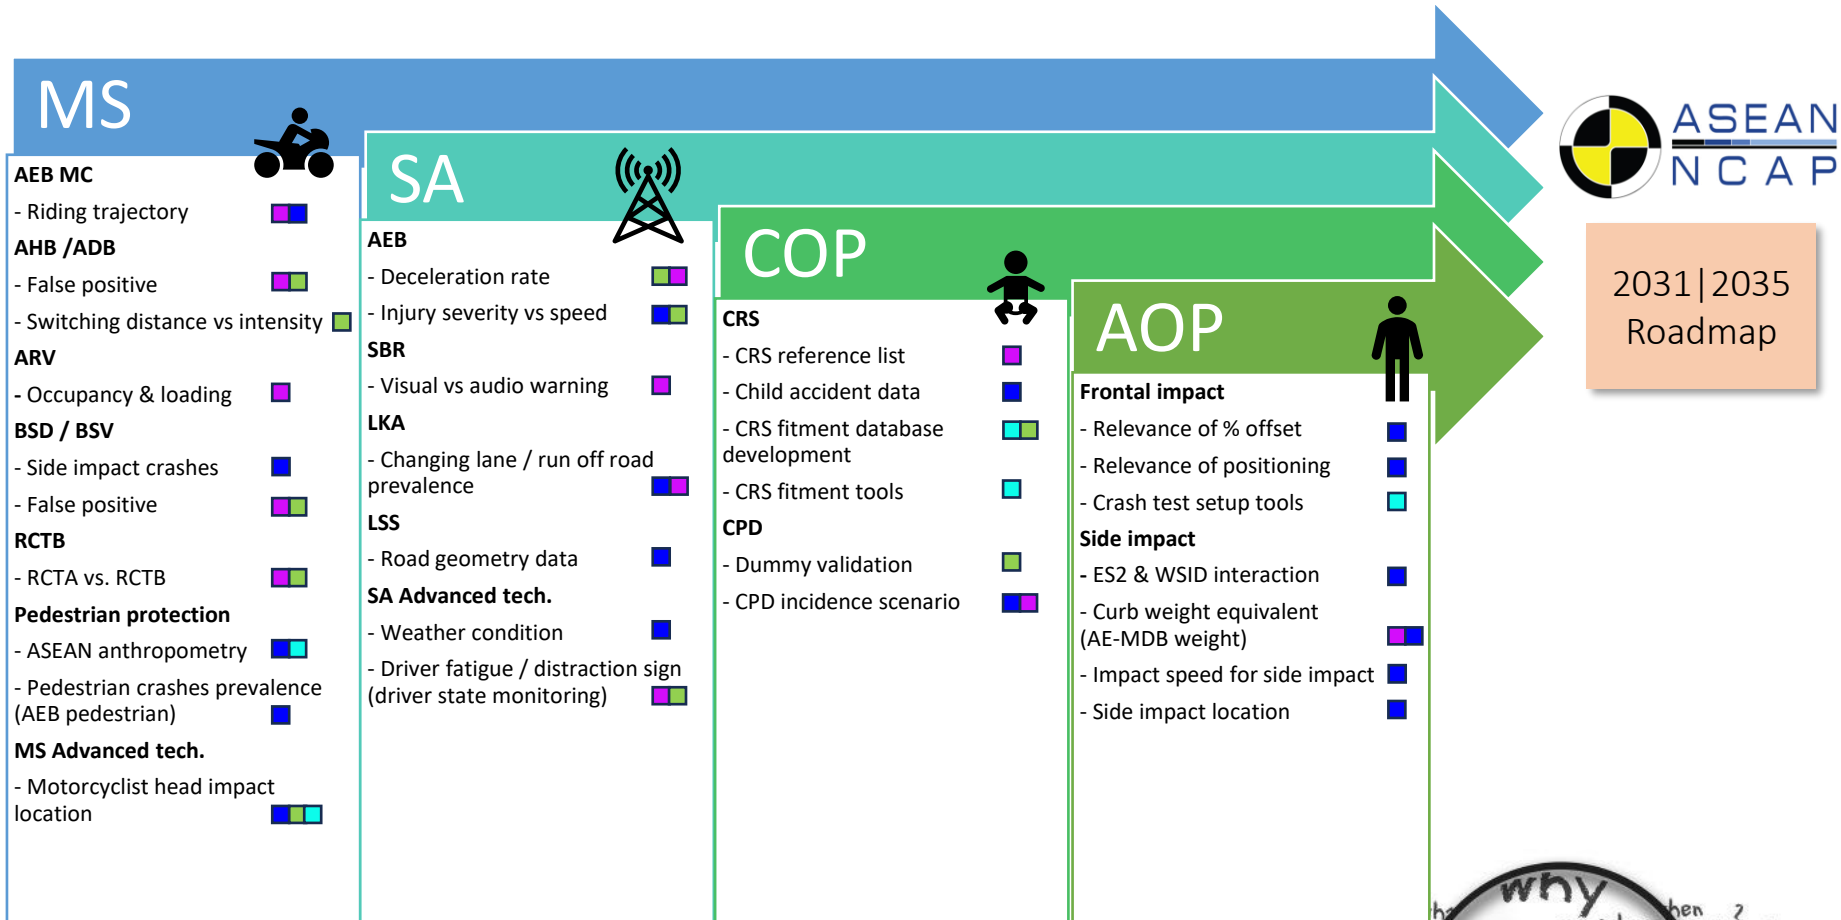 MS
AEB MC
- Riding trajectory
AHB /ADB
- False positive
- Switching distance vs intensity
ARV
- Occupancy & loading
BSD / BSV
- Side impact crashes
- False positive
RCTB
- RCTA vs. RCTB
Pedestrian protection
- ASEAN anthropometry
- Pedestrian crashes prevalence
(AEB pedestrian)
MS Advanced tech.
- Motorcyclist head impact
location
SA
AEB
- Deceleration rate
- Injury severity vs speed
SBR
- Visual vs audio warning
LKA
- Changing lane / run off road
prevalence
LSS
- Road geometry data
SA Advanced tech.
- Weather condition
- Driver fatigue / distraction sign
(driver state monitoring)
COP
CRS
- CRS reference list
- Child accident data
- CRS fitment database
development
- CRS fitment tools
CPD
- Dummy validation
- CPD incidence scenario
AOP
Frontal impact
- Relevance of % offset
- Relevance of positioning
- Crash test setup tools
Side impact
- ES2 & WSID interaction
- Curb weight equivalent
(AE-MDB weight)
- Impact speed for side impact
- Side impact location
ASEAN
NCAP
2031|2035
Roadmap
why